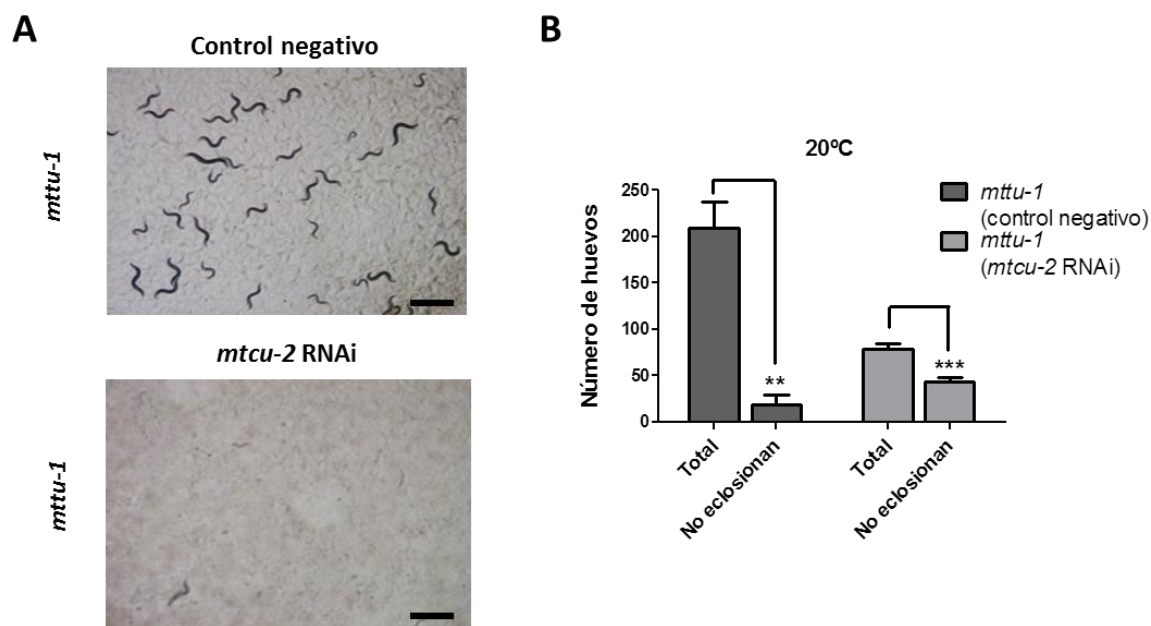 A
Control negativo
mttu-1
mtcu-2 RNAi
mttu-1
B
20ºC
Número de huevos
250
200
150
100
50
0
**
***
Total
No eclosionan
Total
No eclosionan
mttu-1
(control negativo)
mttu-1
(mtcu-2 RNAi)